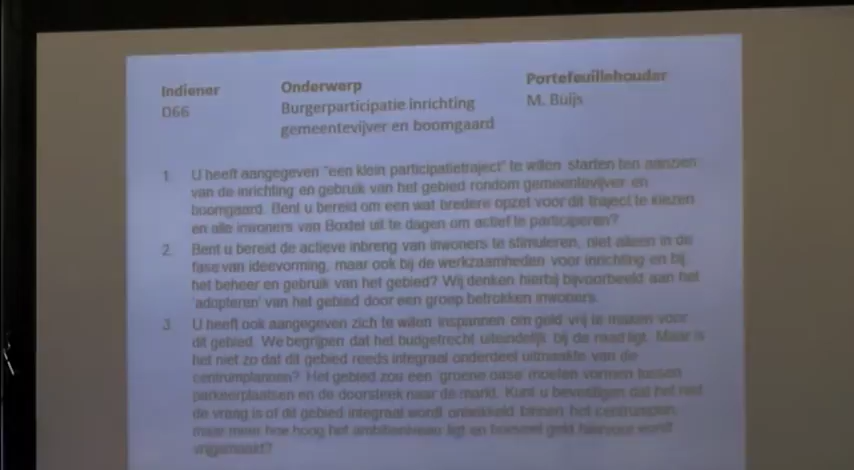 Indiener
D66
Onderwerp
Burgerparticipatie inrichting
gemeentevijver en boomgaard
Portefeuillehouder
M. Buijs
1. U heeft aangegeven "een klein participatietraject" te willen starten ten aanzien
van de inrichting en gebruik van het gebied rondom gemeentevijver en
boomgaard. Bent u bereid om een wat bredere opzet voor dit traject te kiezen
en alle inwoners van Boxtel uit te dagen om actief te participeren?
2. Bent u bereid de actieve inbreng van inwoners te stimuleren, niet alleen in de
fase van ideevorming, maar ook bij de werkzaamheden voor inrichting en bij
het beheer en gebruik van het gebied? Wij denken hierbij bijvoorbeeld aan het
'adopteren' van het gebied door een groep betrokken inwoners.
3. U heeft ook aangegeven zich te willen inspannen om geld vrij te maken voor
dit gebied. We begrijpen dat het budgetrecht uiteindelijk bij de raad ligt. Maar is
het niet zo dat dit gebied reeds integraal onderdeel uitmaakte van de
centrumplannen? Het gebied zou een groene oase moeten vormen tussen
parkeerplaatsen en de doorsteek naar de markt. Kunt u bevestigen dat het niet
de vraag is of dit gebied integraal wordt ontwikkeld binnen het centrumplan,
maar meer hoe hoog het ambitieniveau ligt en hoeveel geld hiervoor wordt
vrijgemaakt?